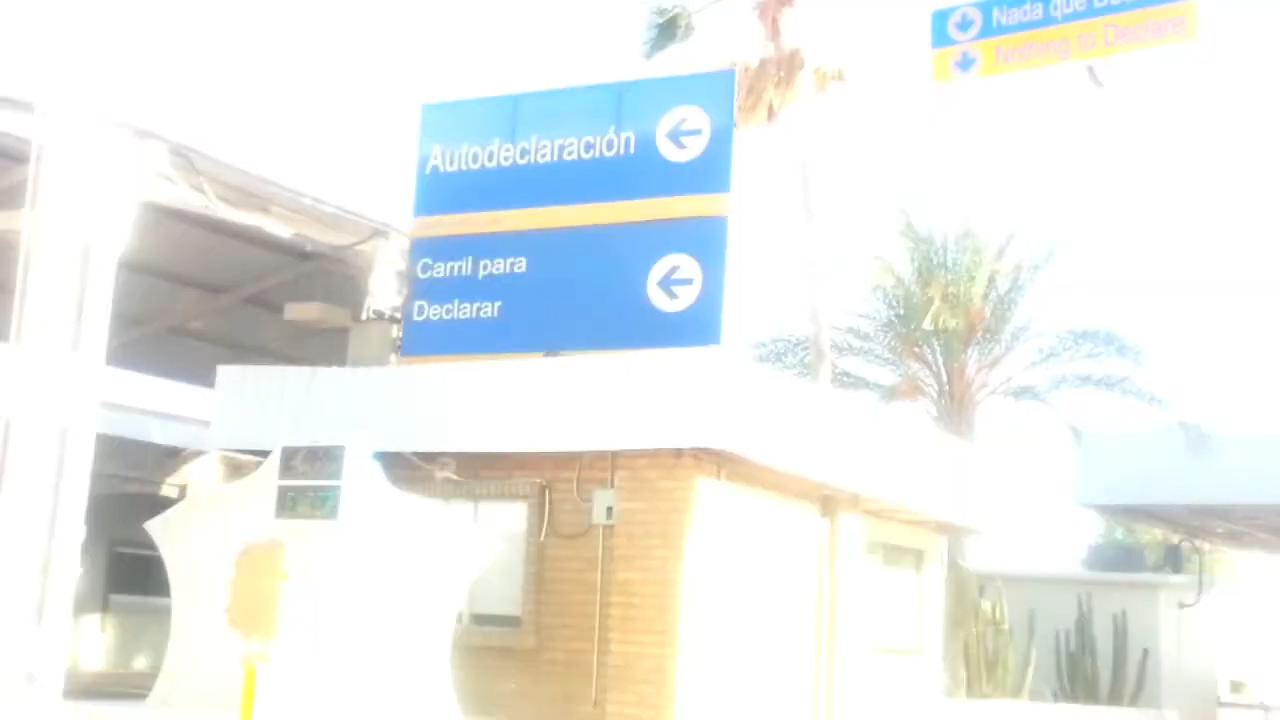 Nada que
Nothing to Declare
Autodeclaración
Carril para
Declarar